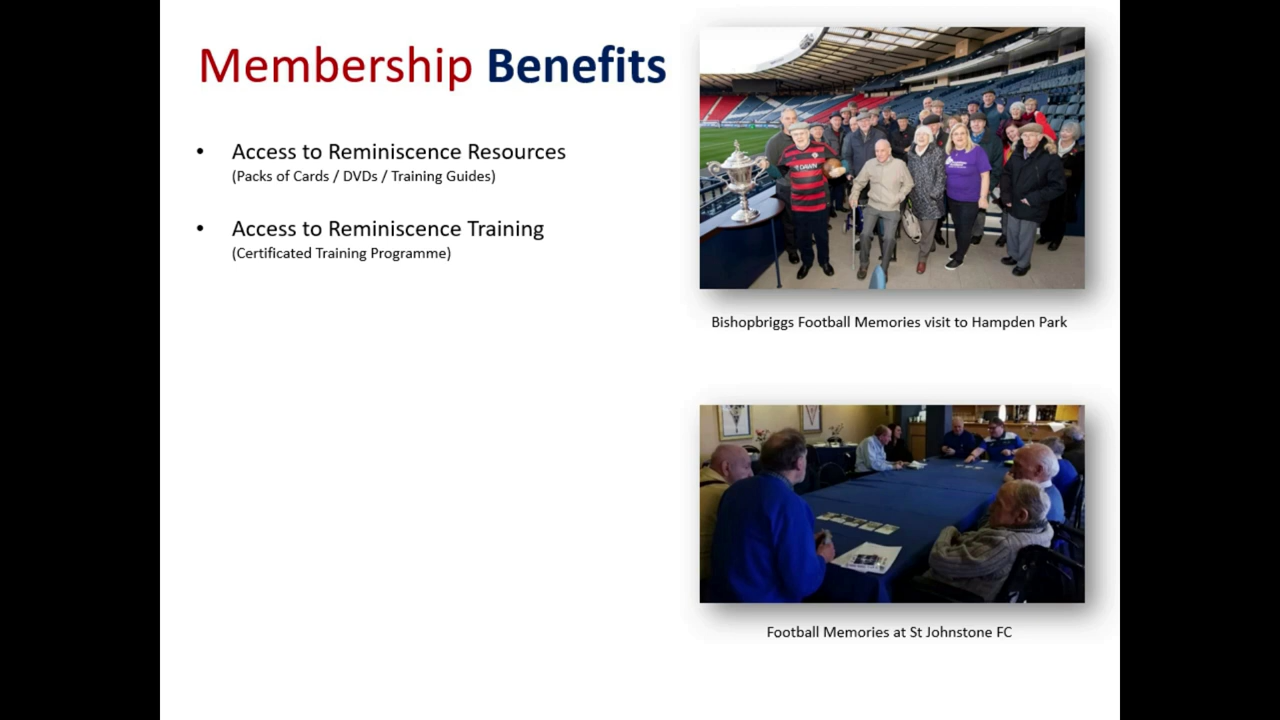 Membership Benefits
• Access to Reminiscence Resources
(Packs of Cards / DVDs / Training Guides)
• Access to Reminiscence Training
(Certificated Training Programme)
DAWN
Bishopbriggs Football Memories visit to Hampden Park
Football Memories at St Johnstone FC